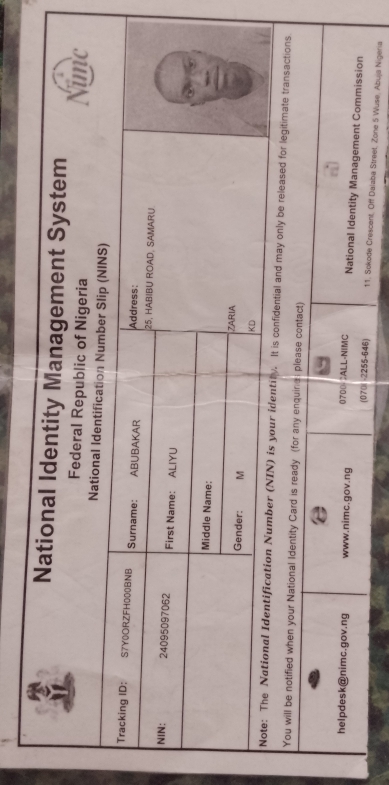 National Identity Management System
Federal Republic of Nigeria
National Identification Number Slip (NINS)
Nimc
Tracking ID: S7Y0ORZFH000BNB
Surname: ABUBAKAR
Address:
25, HABIBU ROAD, SAMARU
NIN: 24095097062
First Name: ALIYU
Middle Name:
Gender: M
ZARIA
KD
Note: The National Identification Number (NIN) is your identity. It is confidential and may only be released for legitimate transactions.
You will be notified when your National Identity Card is ready (for any enquiries please contact)
helpdesk@nimc.gov.ng
www.nimc.gov.ng
0700-CALL-NIMC
(0700-2255-646)
National Identity Management Commission
11, Sokode Crescent, Off Dalaba Street, Zone 5 Wuse, Abuja Nigeria